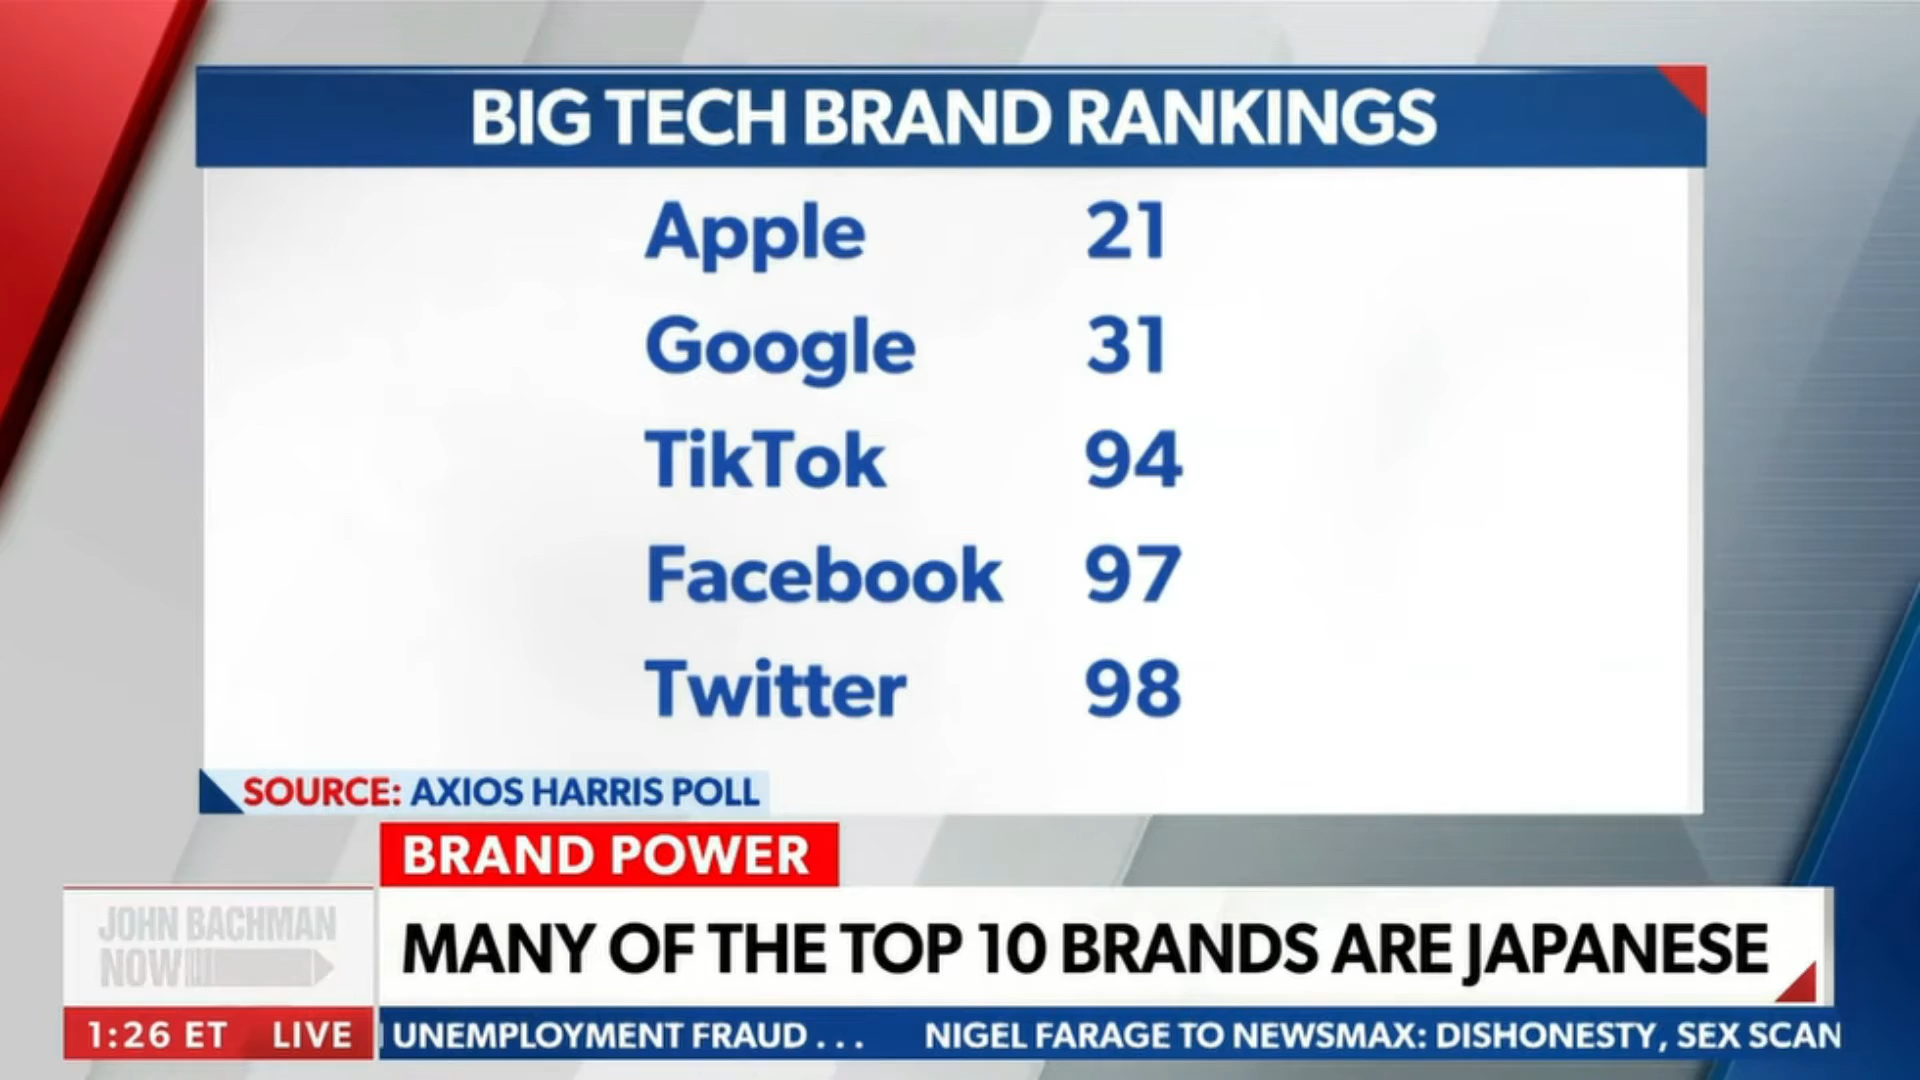 BIG TECH BRAND RANKINGS
Apple 21
Google 31
TikTok 94
Facebook 97
Twitter 98
SOURCE: AXIOS HARRIS POLL
BRAND POWER
JOHN BACHMAN
NOW
MANY OF THE TOP 10 BRANDS ARE JAPANESE
1:26 ET LIVE
UNEMPLOYMENT FRAUD . . . NIGEL FARAGE TO NEWSMAX: DISHONESTY, SEX SCAN